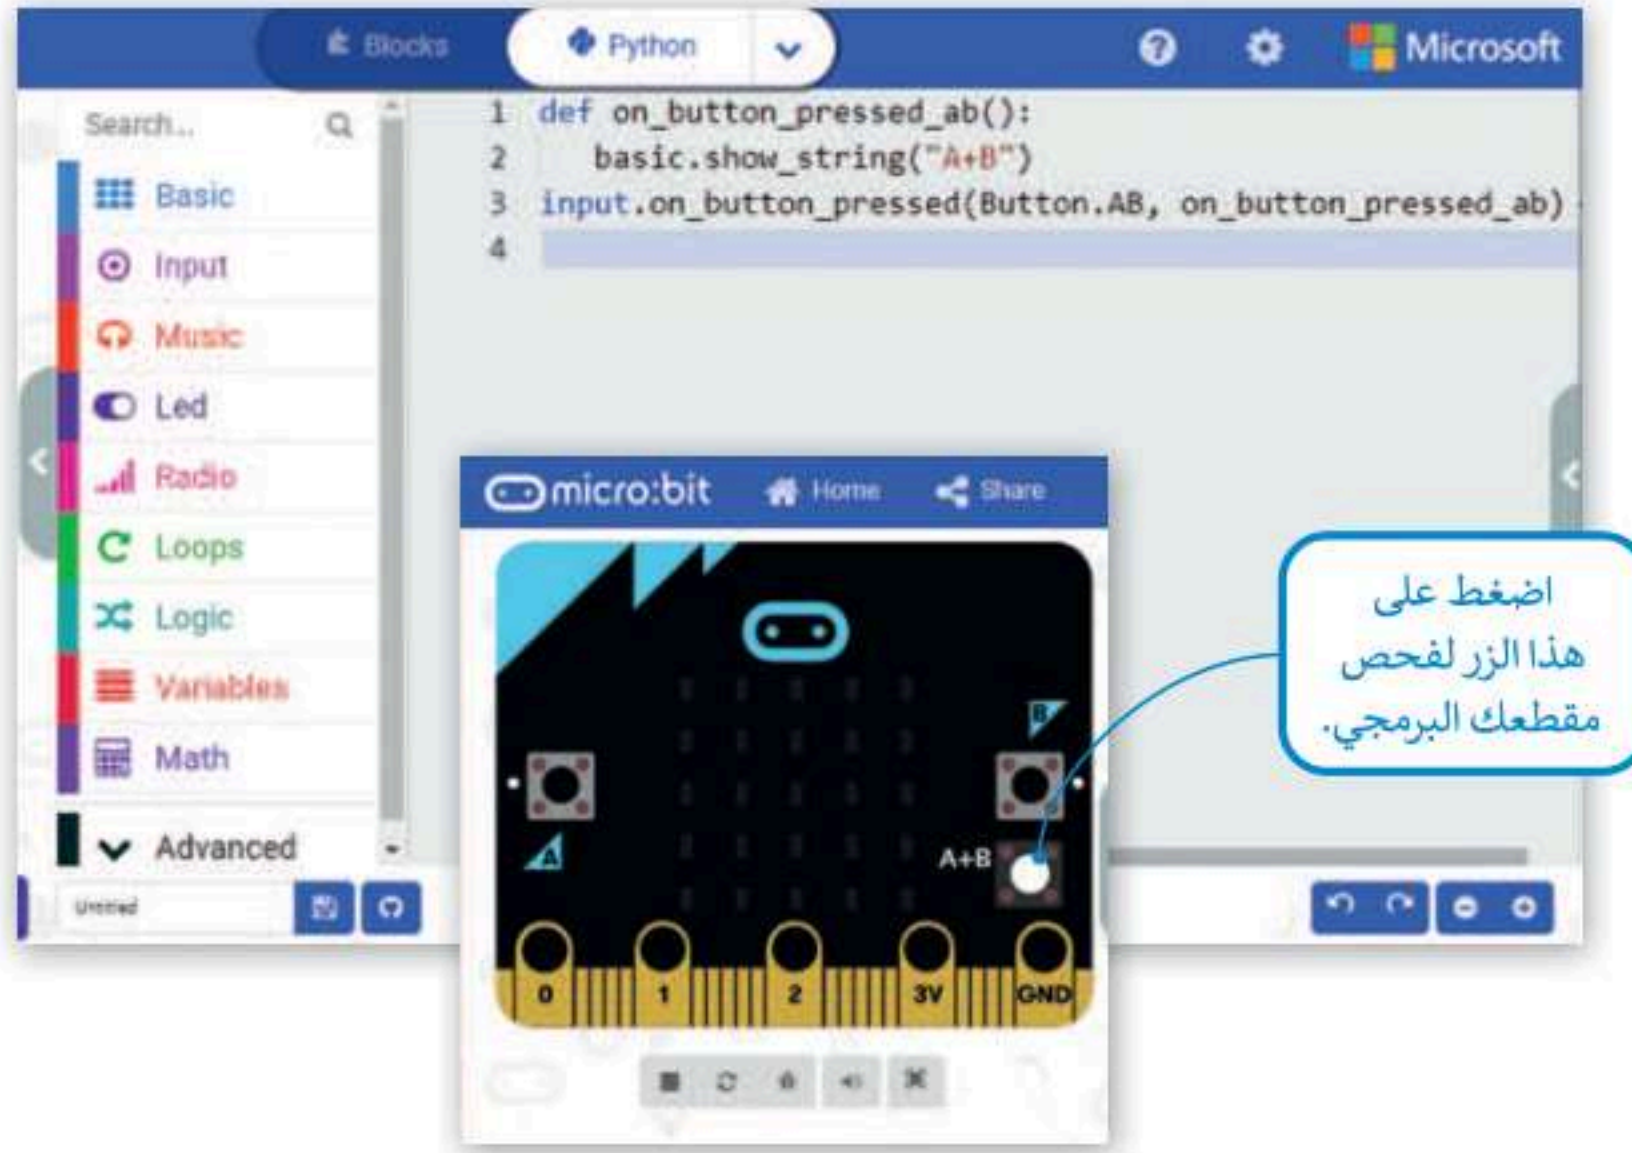 Blocks
Python
Microsoft
Search...
Basic
Input
Music
Led
Radio
Loops
Logic
Variables
Math
Advanced
Untitled
1 def on_button_pressed_ab():
2 basic.show_string("A+B")
3 input.on_button_pressed(Button.AB, on_button_pressed_ab)
4
micro:bit
Home
Share
B
A
A+B
0 1 2 3V GND
اضغط على
هذا الزر لفحص
مقطعك البرمجي.